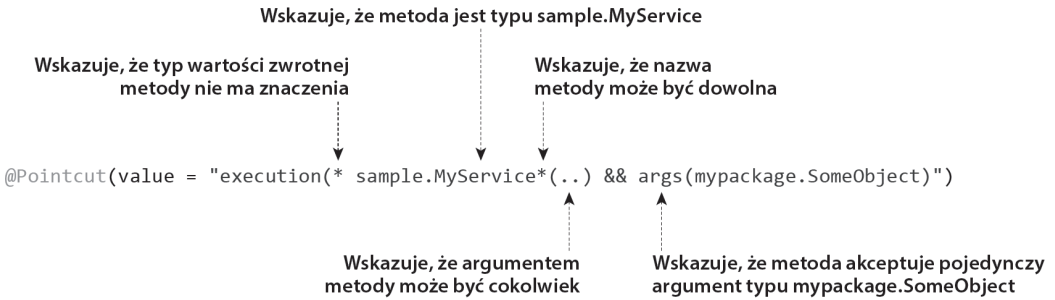 Wskazuje, że metoda jest typu sample.MyService
Wskazuje, że typ wartości zwrotnej
metody nie ma znaczenia
Wskazuje, że nazwa
metody może być dowolna
@Pointcut(value = "execution(* sample.MyService*(..) && args(mypackage.SomeObject)")
Wskazuje, że argumentem
metody może być cokolwiek
Wskazuje, że metoda akceptuje pojedynczy
argument typu mypackage.SomeObject